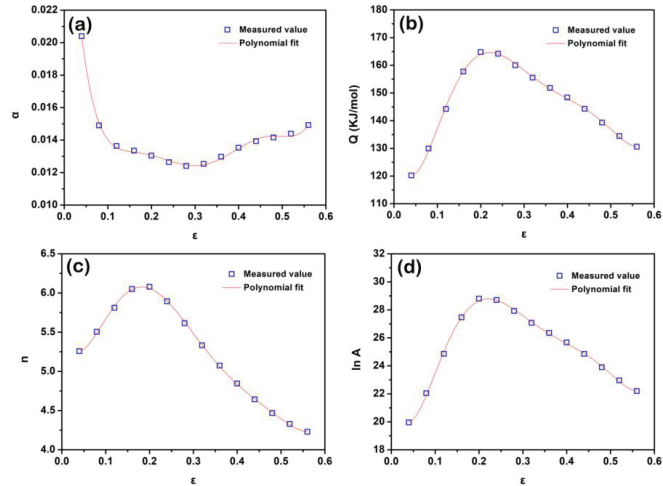 (a)
Measured value
Polynomial fit
0.022
0.020
0.018
0.016
0.014
0.012
0.010
α
0.0 0.1 0.2 0.3 0.4 0.5 0.6
ε
(b)
Measured value
Polynomial fit
170
160
150
140
130
120
110
Q (KJ/mol)
0.0 0.1 0.2 0.3 0.4 0.5 0.6
ε
(c)
Measured value
Polynomial fit
6.5
6.0
5.5
5.0
4.5
4.0
n
0.0 0.1 0.2 0.3 0.4 0.5 0.6
ε
(d)
Measured value
Polynomial fit
30
28
26
24
22
20
18
ln A
0.0 0.1 0.2 0.3 0.4 0.5 0.6
ε